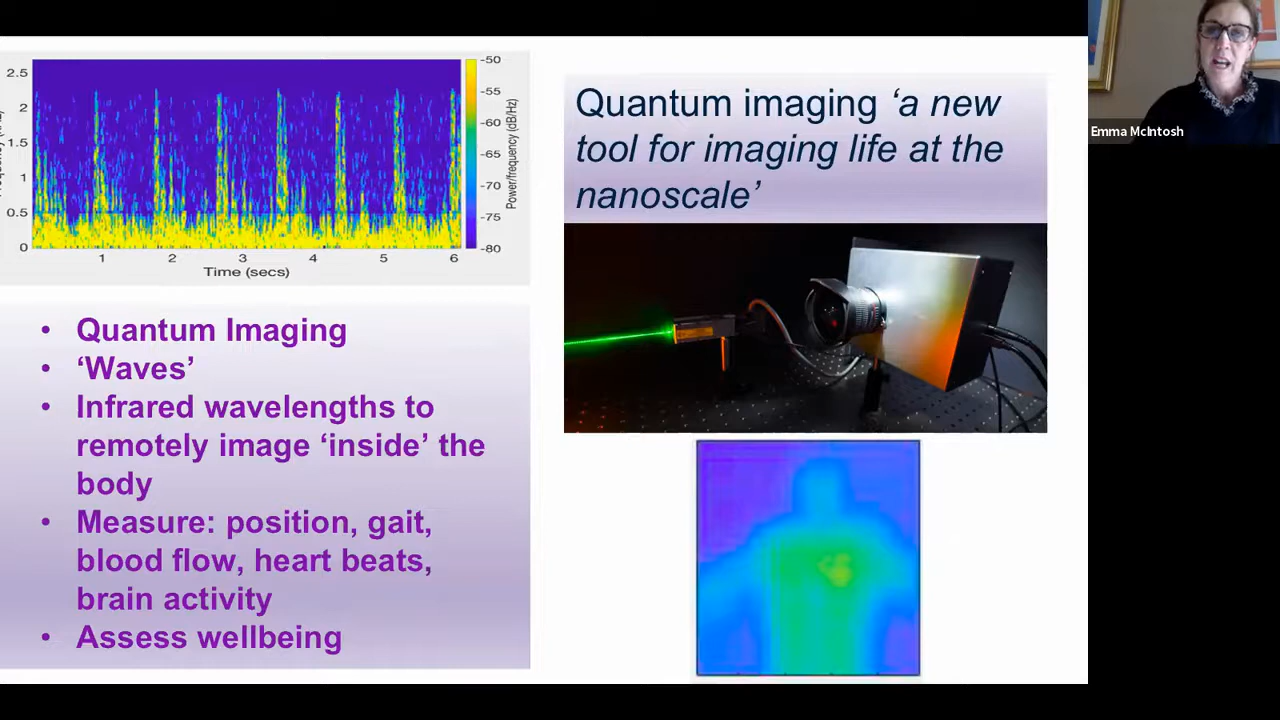 2.5
2
1.5
1
0.5
0
1 2 3 4 5 6
Time (secs)
-50
-55
-60
-65
-70
-75
-80
Power/frequency (dB/Hz)
Quantum imaging ‘a new
tool for imaging life at the
nanoscale’
• Quantum Imaging
• ‘Waves’
• Infrared wavelengths to
remotely image ‘inside’ the
body
• Measure: position, gait,
blood flow, heart beats,
brain activity
• Assess wellbeing
Emma McIntosh